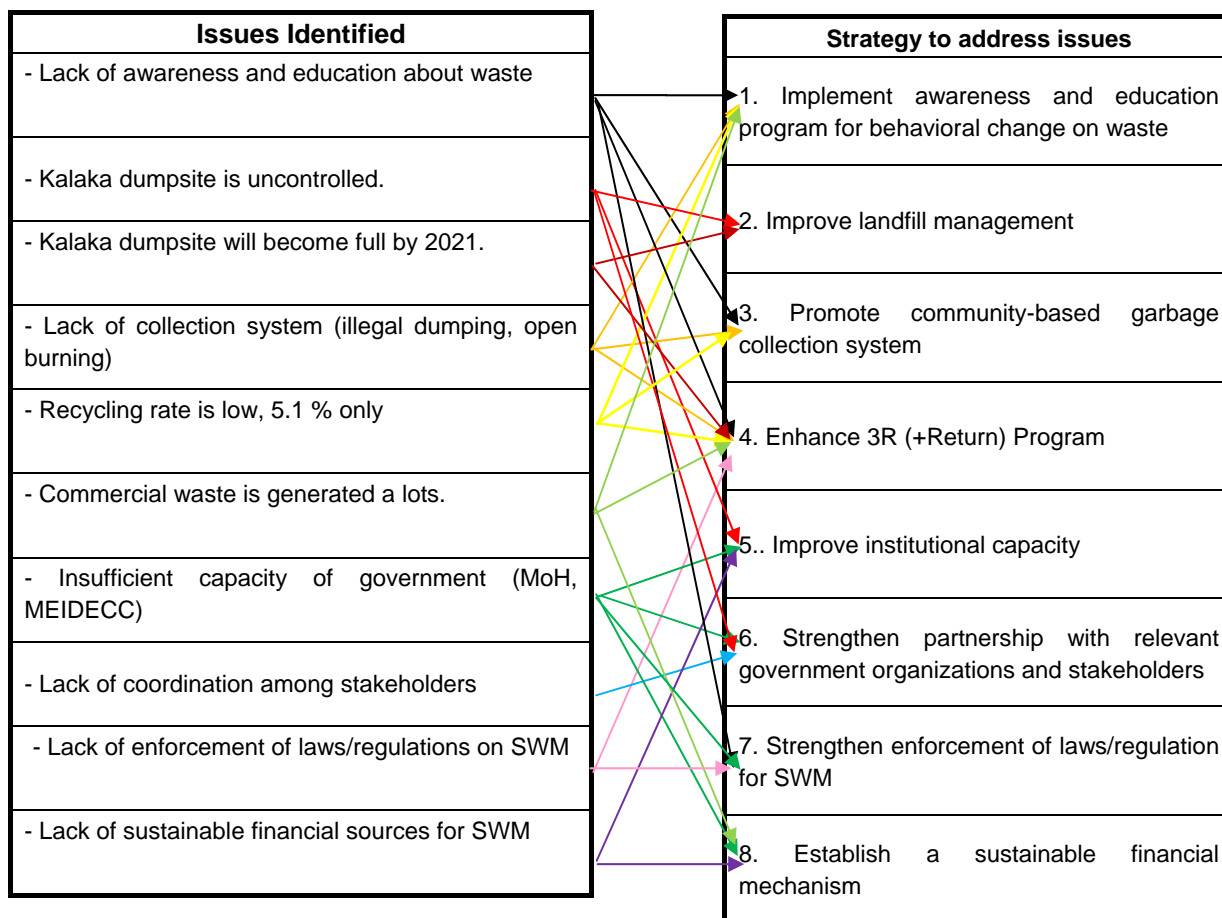 Issues Identified
- Lack of awareness and education about waste
- Kalaka dumpsite is uncontrolled.
- Kalaka dumpsite will become full by 2021.
- Lack of collection system (illegal dumping, open
burning)
- Recycling rate is low, 5.1 % only
- Commercial waste is generated a lots.
- Insufficient capacity of government (MoH,
MEIDECC)
- Lack of coordination among stakeholders
- Lack of enforcement of laws/regulations on SWM
- Lack of sustainable financial sources for SWM
Strategy to address issues
1. Implement awareness and education
program for behavioral change on waste
2. Improve landfill management
3. Promote community-based garbage
collection system
4. Enhance 3R (+Return) Program
5.. Improve institutional capacity
6. Strengthen partnership with relevant
government organizations and stakeholders
7. Strengthen enforcement of laws/regulation
for SWM
8. Establish a sustainable financial
mechanism